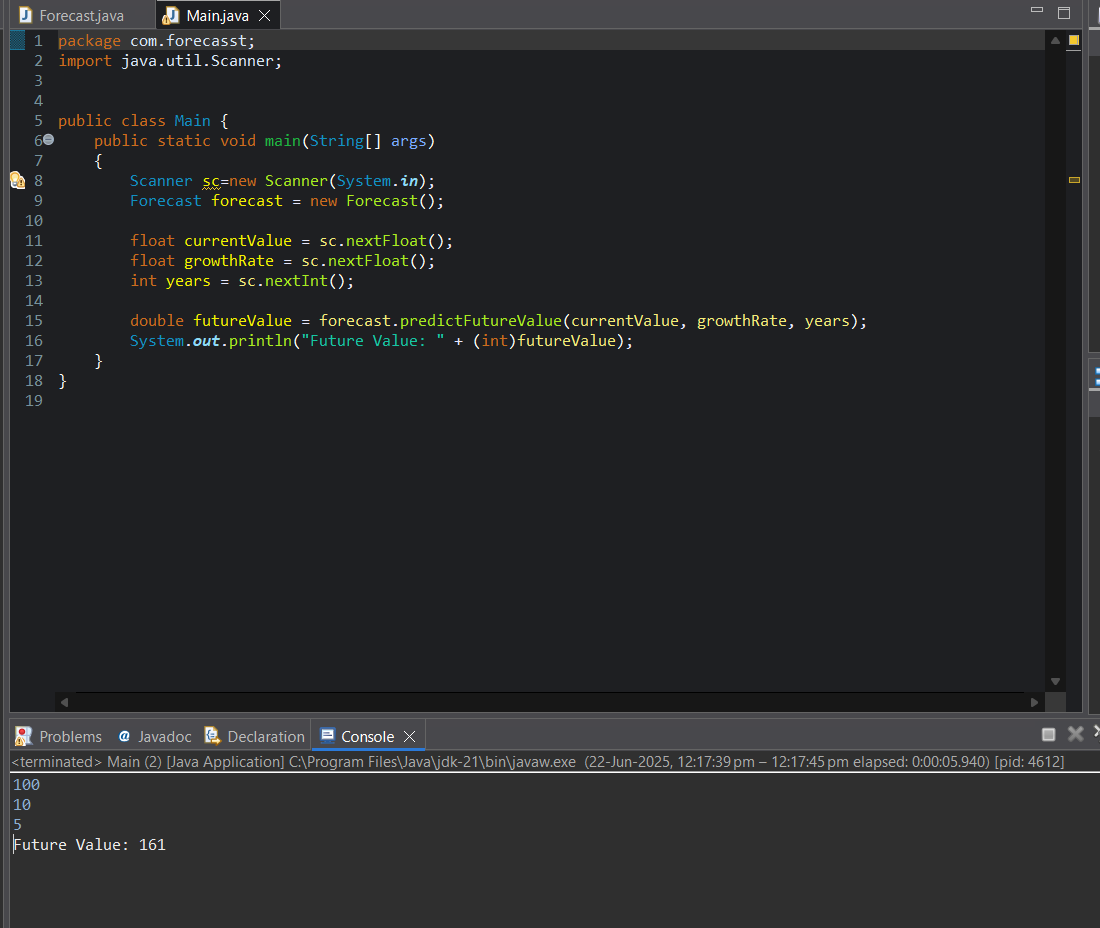 Forecast.java Main.java
1 package com.forecasst;
2 import java.util.Scanner;
3
4
5 public class Main {
6 public static void main(String[] args)
7 {
8 Scanner sc=new Scanner(System.in);
9 Forecast forecast = new Forecast();
10
11 float currentValue = sc.nextFloat();
12 float growthRate = sc.nextFloat();
13 int years = sc.nextInt();
14
15 double futureValue = forecast.predictFutureValue(currentValue, growthRate, years);
16 System.out.println("Future Value: " + (int)futureValue);
17 }
18 }
19
Problems @ Javadoc Declaration Console
<terminated> Main (2) [Java Application] C:\Program Files\Java\jdk-21\bin\javaw.exe (22-Jun-2025, 12:17:39 pm – 12:17:45 pm elapsed: 0:00:05.940) [pid: 4612]
100
10
5
Future Value: 161